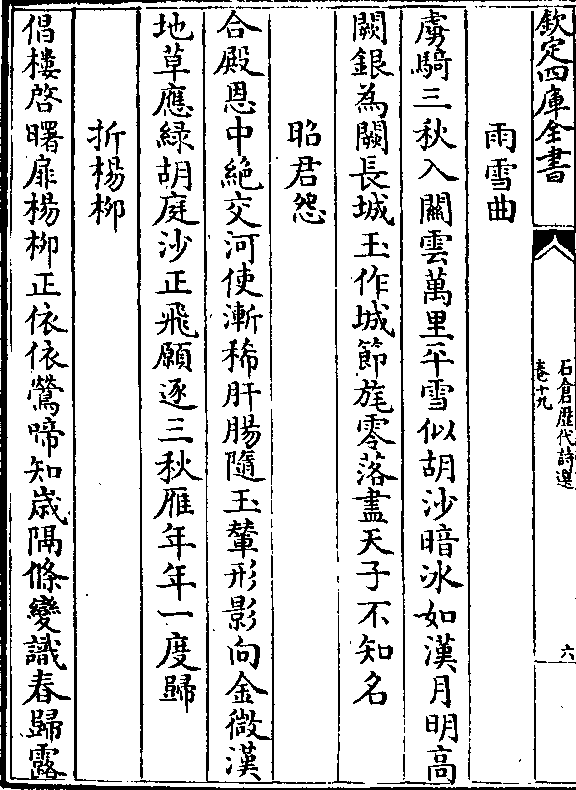 欽定四庫全書
石倉歷代詩選
卷十九
六
雨雪曲
虜騎三秋入關雲萬里平雪似胡沙暗冰如漢月明高
闕銀為闕長城玉作城節旄零落盡天子不知名
昭君怨
合殿恩中絶交河使漸稀肝腸隨玉輦形影向金微漢
地草應緑胡庭沙正飛願逐三秋雁年年一度歸
折楊栁
倡樓啓曙扉楊栁正依依鶯啼知歳隔條變識春歸露